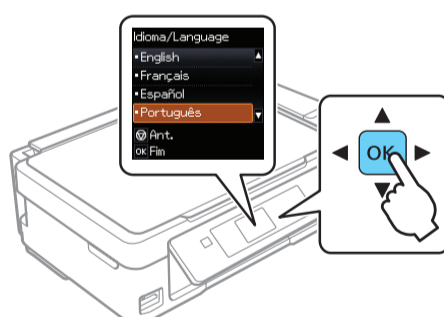 Idioma/Language
▪English
▪Français
▪Español
▪Português
Ant.
OK Fim
OK